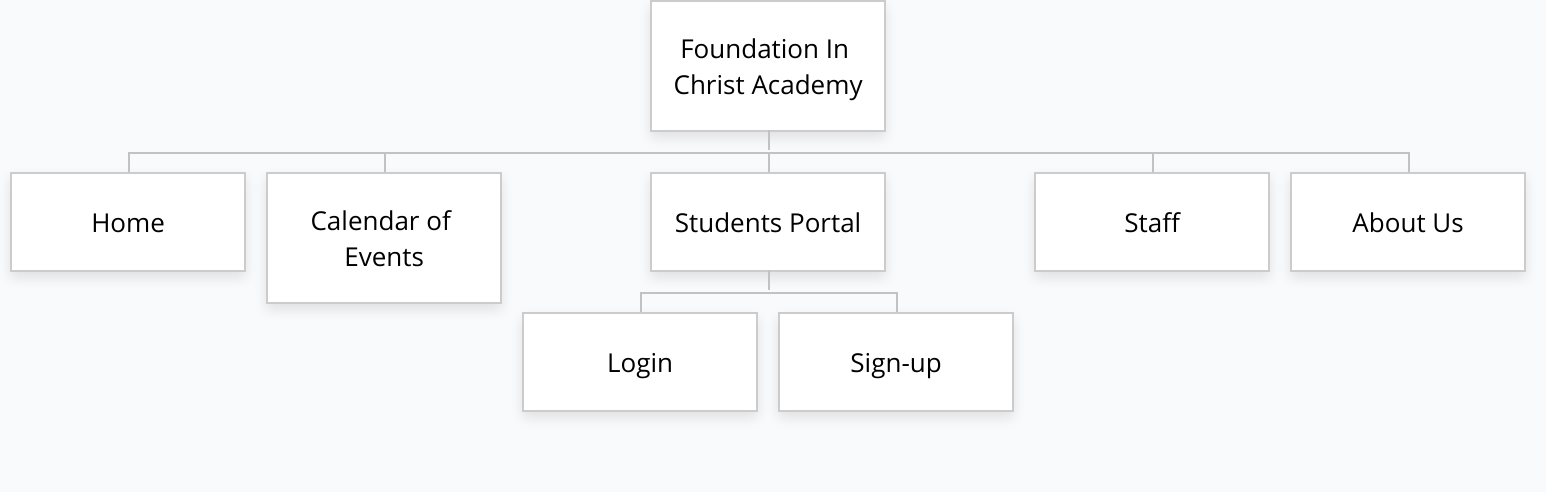 Foundation In
Christ Academy
Home
Calendar of
Events
Students Portal
Staff
About Us
Login
Sign-up